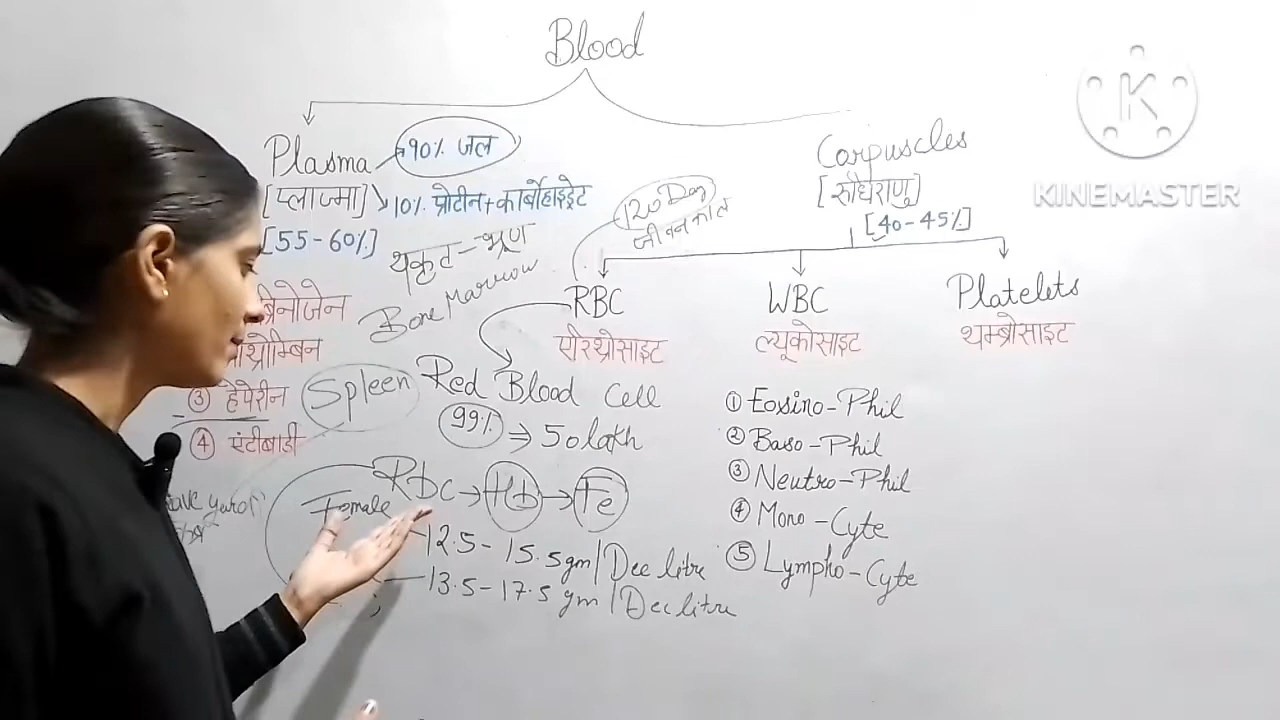 Blood
Plasma
90% जल
[प्लाज्मा]
10% प्रोटीन + कार्बोहाइड्रेट
[55-60%]
यकृत - भ्रूण
Bone Marrow
③ हेपेरीन
④ एंटीबाडी
Spleen
Corpuscles
[40-45%]
120 Day
जीवन काल
RBC
एरिथ्रोसाइट
WBC
ल्यूकोसाइट
Platelets
थम्ब्रोसाइट
Red Blood Cell
99% ⇒ 50 lakh
Rbc → Hb → Fe
Female
12.5 - 15.5 gm/Dec litre
13.5 - 17.5 gm/Dec litre
① Eosino-Phil
② Baso-Phil
③ Neutro-Phil
④ Mono-Cyte
⑤ Lympho-Cyte
K
KINEMASTER